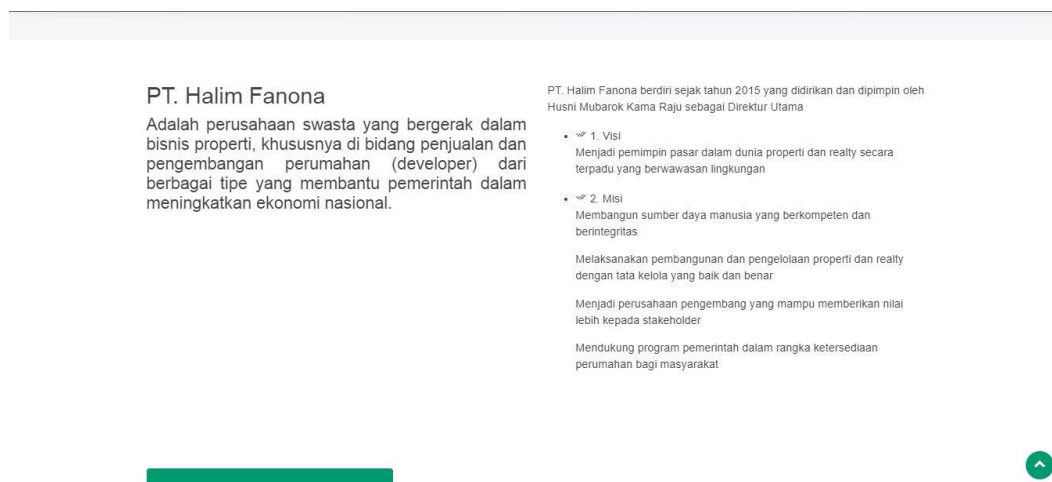 PT. Halim Fanona
Adalah perusahaan swasta yang bergerak dalam
bisnis properti, khususnya di bidang penjualan dan
pengembangan perumahan (developer) dari
berbagai tipe yang membantu pemerintah dalam
meningkatkan ekonomi nasional.
PT. Halim Fanona berdiri sejak tahun 2015 yang didirikan dan dipimpin oleh
Husni Mubarok Kama Raju sebagai Direktur Utama
1. Visi
Menjadi pemimpin pasar dalam dunia properti dan realty secara
terpadu yang berwawasan lingkungan
2. Misi
Membangun sumber daya manusia yang berkompeten dan
berintegritas
Melaksanakan pembangunan dan pengelolaan properti dan realty
dengan tata kelola yang baik dan benar
Menjadi perusahaan pengembang yang mampu memberikan nilai
lebih kepada stakeholder
Mendukung program pemerintah dalam rangka ketersediaan
perumahan bagi masyarakat